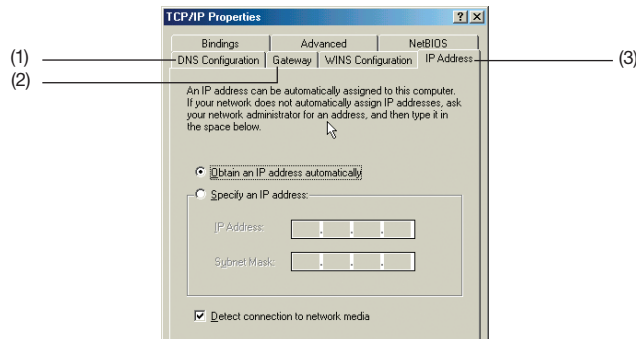 TCP/IP Properties
? ×
Bindings Advanced NetBIOS
(1) DNS Configuration Gateway WINS Configuration IP Address (3)
(2)
An IP address can be automatically assigned to this computer.
If your network does not automatically assign IP addresses, ask
your network administrator for an address, and then type it in
the space below.
Obtain an IP address automatically
Specify an IP address:
IP Address:
Subnet Mask:
Detect connection to network media